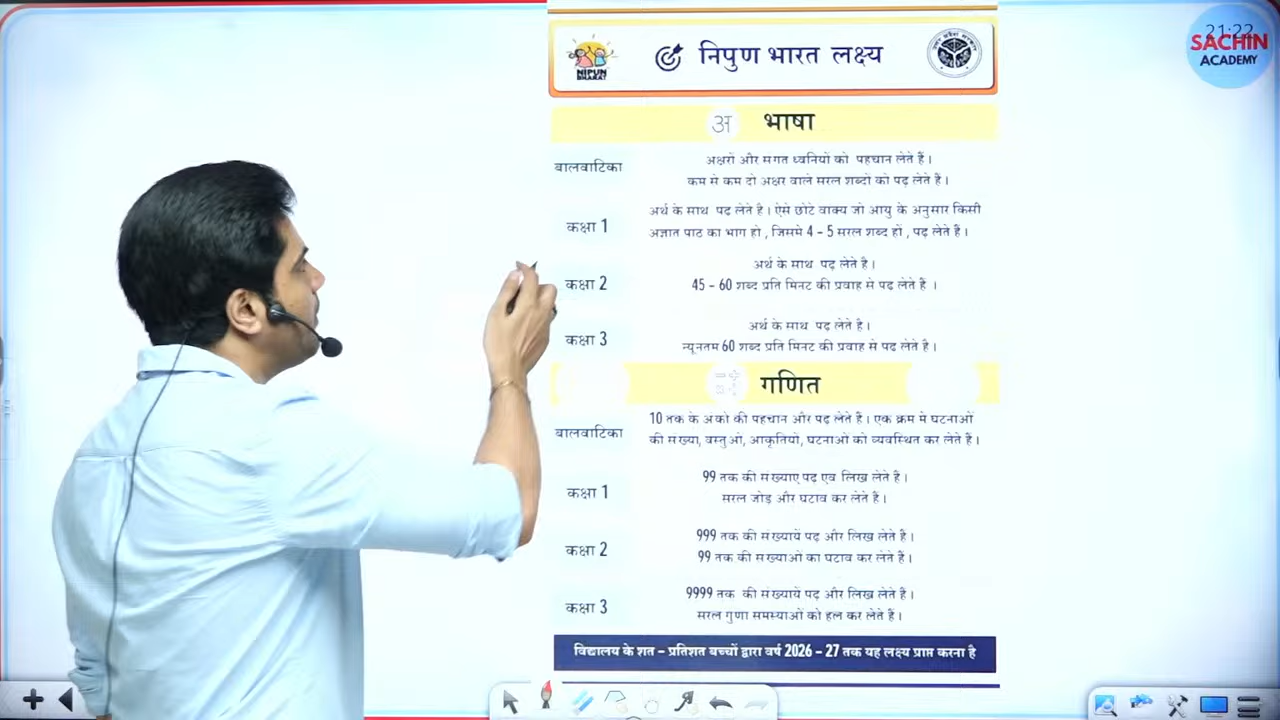 21:22
SACHIN
ACADEMY
NIPUN
BHARAT
निपुण भारत लक्ष्य
अ भाषा
बालवाटिका
अक्षरों और संगत ध्वनियों को पहचान लेते हैं।
कम से कम दो अक्षर वाले सरल शब्दों को पढ़ लेते हैं।
कक्षा 1
अर्थ के साथ पढ़ लेते है। ऐसे छोटे वाक्य जो आयु के अनुसार किसी
अज्ञात पाठ का भाग हो, जिसमें 4 - 5 सरल शब्द हों, पढ़ लेते है।
कक्षा 2
अर्थ के साथ पढ़ लेते है।
45 - 60 शब्द प्रति मिनट की प्रवाह से पढ़ लेते हैं ।
कक्षा 3
अर्थ के साथ पढ़ लेते है।
न्यूनतम 60 शब्द प्रति मिनट की प्रवाह से पढ़ लेते है।
गणित
बालवाटिका
10 तक के अंकों की पहचान और पढ़ लेते हैं। एक क्रम में घटनाओं
की संख्या, वस्तुओं, आकृतियों, घटनाओं को व्यवस्थित कर लेते हैं।
कक्षा 1
99 तक की संख्याए पढ़ एवं लिख लेते है।
सरल जोड़ और घटाव कर लेते है।
कक्षा 2
999 तक की संख्यायें पढ़ और लिख लेते है।
99 तक की संख्याओं का घटाव कर लेते हैं।
कक्षा 3
9999 तक की संख्यायें पढ़ और लिख लेते है।
सरल गुणा समस्याओं को हल कर लेते है।
विद्यालय के शत - प्रतिशत बच्चों द्वारा वर्ष 2026 - 27 तक यह लक्ष्य प्राप्त करना है